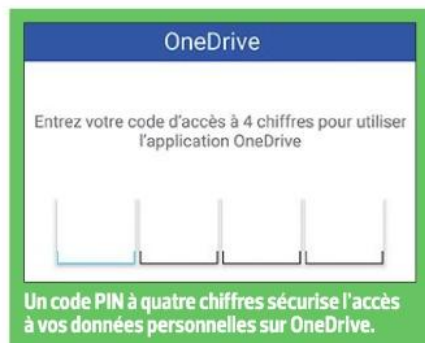 OneDrive
Entrez votre code d'accès à 4 chiffres pour utiliser
l'application OneDrive
Un code PIN à quatre chiffres sécurise l'accès
à vos données personnelles sur OneDrive.